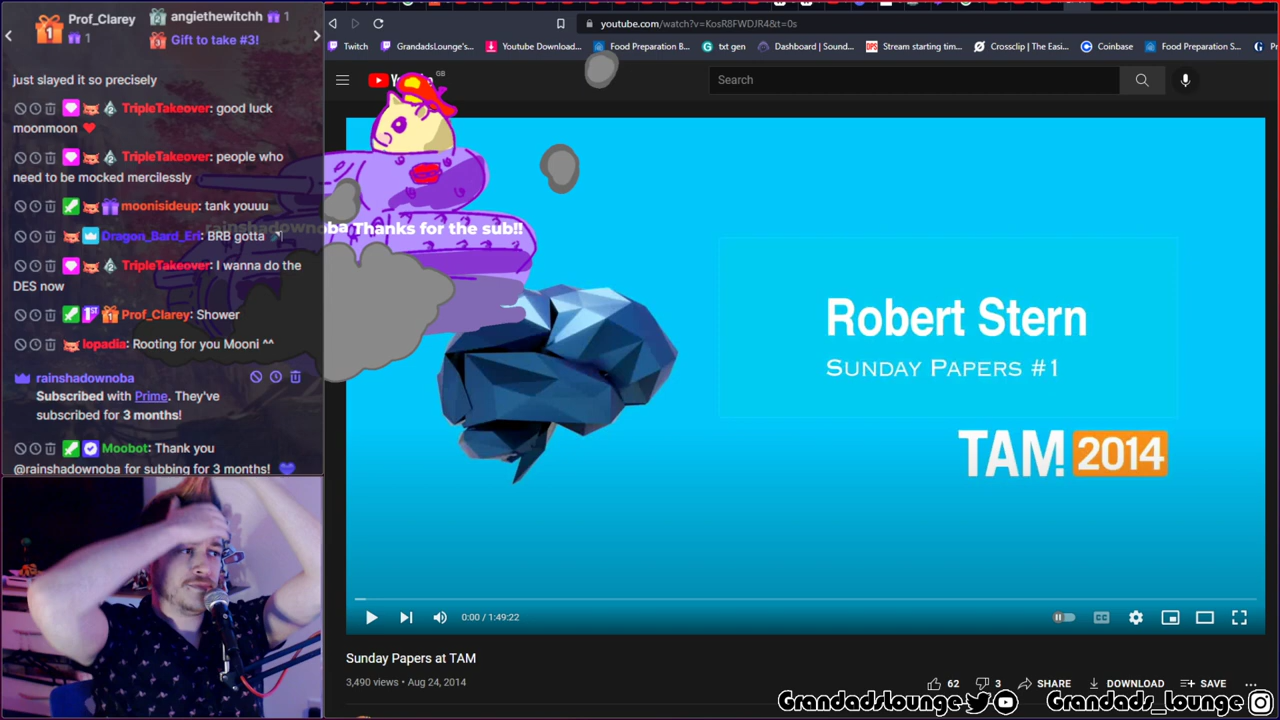 Prof_Clarey
1
angiethewitchh 1
Gift to take #3!
just slayed it so precisely
TripleTakeover: good luck
moonmoon
TripleTakeover: people who
need to be mocked mercilessly
moonisideup: tank youuu
Dragon_Bard_Eri: BRB gotta
TripleTakeover: I wanna do the
DES now
Prof_Clarey: Shower
lopadia: Rooting for you Mooni ^^
rainshadownoba
Subscribed with Prime. They've
subscribed for 3 months!
Moobot: Thank you
@rainshadownoba for subbing for 3 months!
rainshadownoba Thanks for the sub!!
youtube.com/watch?v=KosR8FWDJR4&t=0s
Twitch
GrandadsLounge's...
Youtube Download...
Food Preparation B...
txt gen
Dashboard | Sound...
Stream starting tim...
Crossclip | The Easi...
Coinbase
Food Preparation S...
GB
Search
Robert Stern
SUNDAY PAPERS #1
TAM! 2014
0:00 / 1:49:22
Sunday Papers at TAM
3,490 views • Aug 24, 2014
62
3
SHARE
DOWNLOAD
SAVE
GrandadsLounge
Grandads_lounge